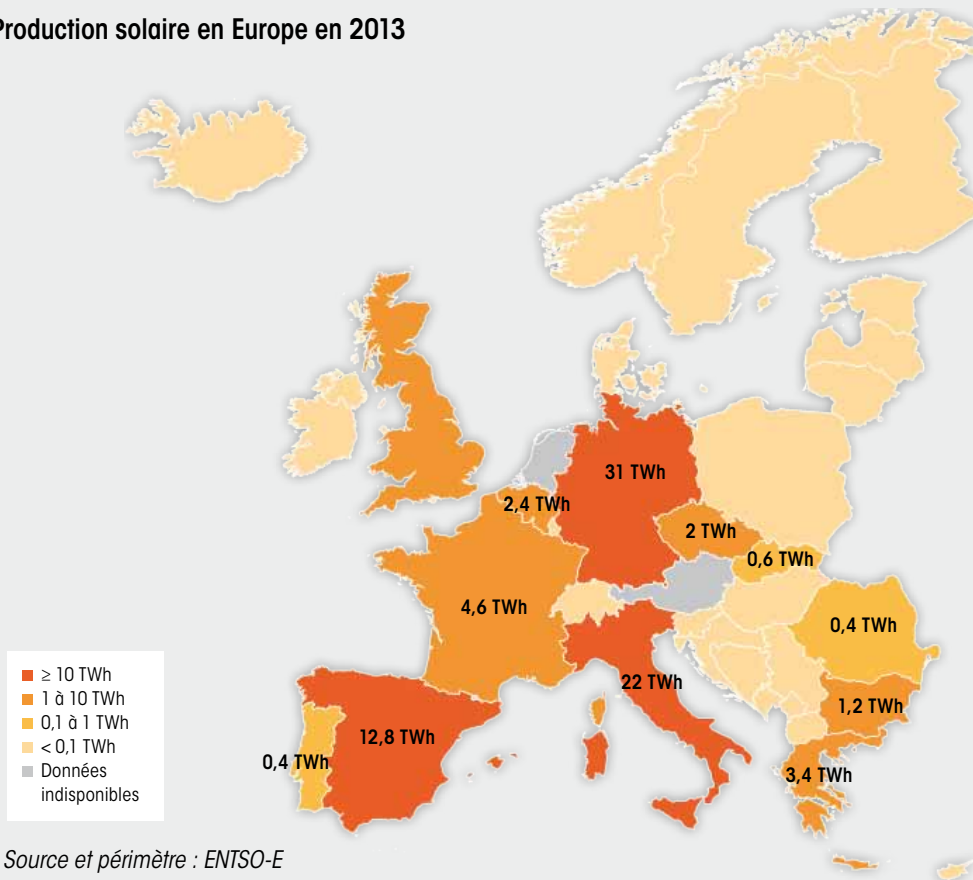 Production solaire en Europe en 2013
31 TWh
2,4 TWh
2 TWh
0,6 TWh
4,6 TWh
0,4 TWh
22 TWh
1,2 TWh
12,8 TWh
0,4 TWh
3,4 TWh
≥ 10 TWh
1 à 10 TWh
0,1 à 1 TWh
< 0,1 TWh
Données
indisponibles
Source et périmètre : ENTSO-E